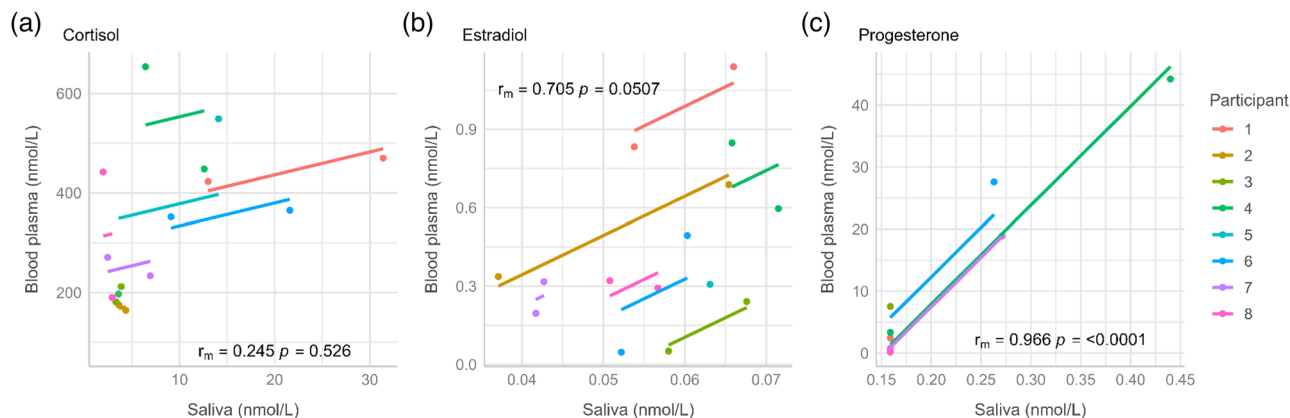 (a)
Cortisol
Blood plasma (nmol/L)
600
400
200
10
20
30
rm = 0.245 p = 0.526
Saliva (nmol/L)
(b)
Estradiol
Blood plasma (nmol/L)
rm = 0.705 p = 0.0507
0.9
0.6
0.3
0.0
0.04
0.05
0.06
0.07
Saliva (nmol/L)
(c)
Progesterone
Blood plasma (nmol/L)
40
30
20
10
0
rm = 0.966 p = <0.0001
0.15
0.20
0.25
0.30
0.35
0.40
0.45
Saliva (nmol/L)
Participant
1
2
3
4
5
6
7
8